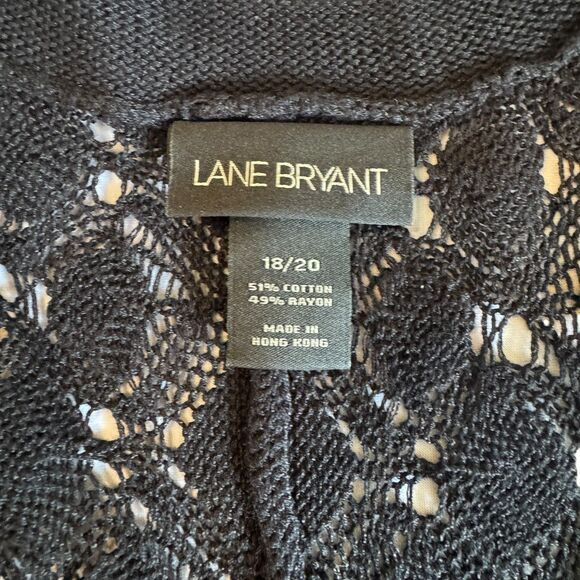 LANE BRYANT
18/20
51% COTTON
49% RAYON
MADE IN
HONG KONG